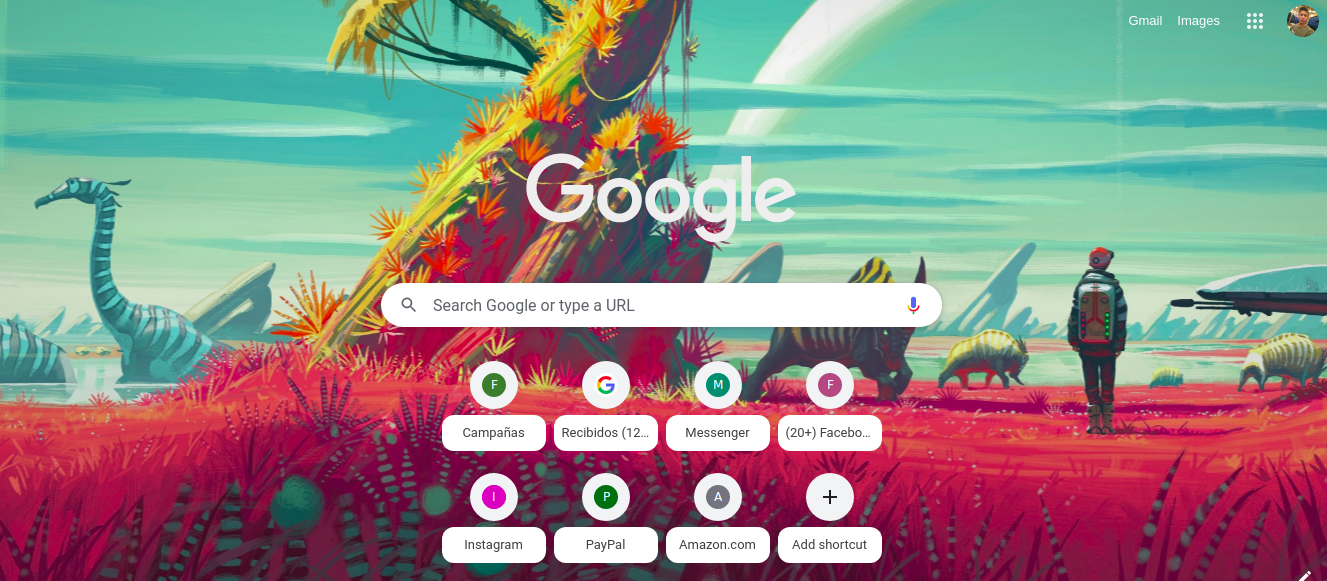 Gmail Images
Google
Search Google or type a URL
F G M F
Campañas Recibidos (12... Messenger (20+) Facebo...
I P A
Instagram PayPal Amazon.com Add shortcut